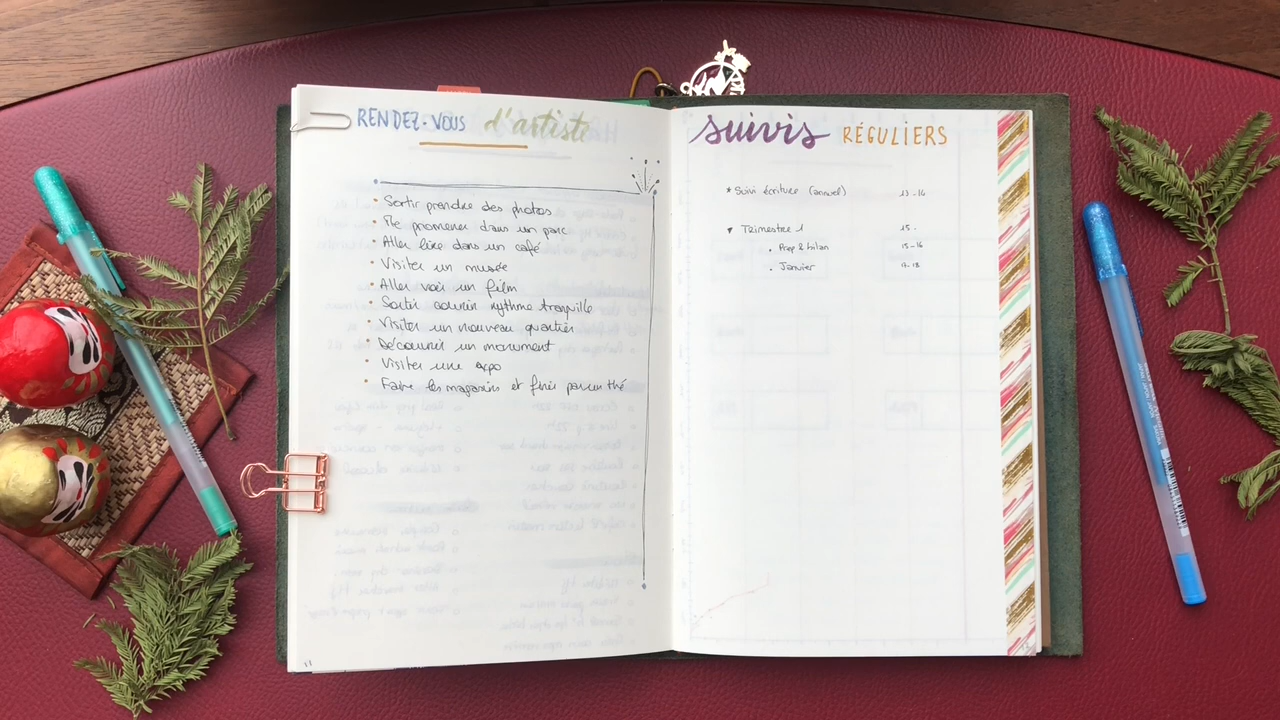 RENDEZ-VOUS d'artiste
Sortir prendre des photos
Me promener dans un parc
Aller lire dans un café
Visiter un musée
Aller voir un film
Sortir courir rythme tranquille
Visiter un nouveau quartier
Découvrir un monument
Visiter une expo
Faire les magasins et finir par un thé
11
suivis RÉGULIERS
* Suivi écriture (annuel) 13-14
▼ Trimestre 1 15-
• Prep & bilan 15-16
• Janvier 17-18